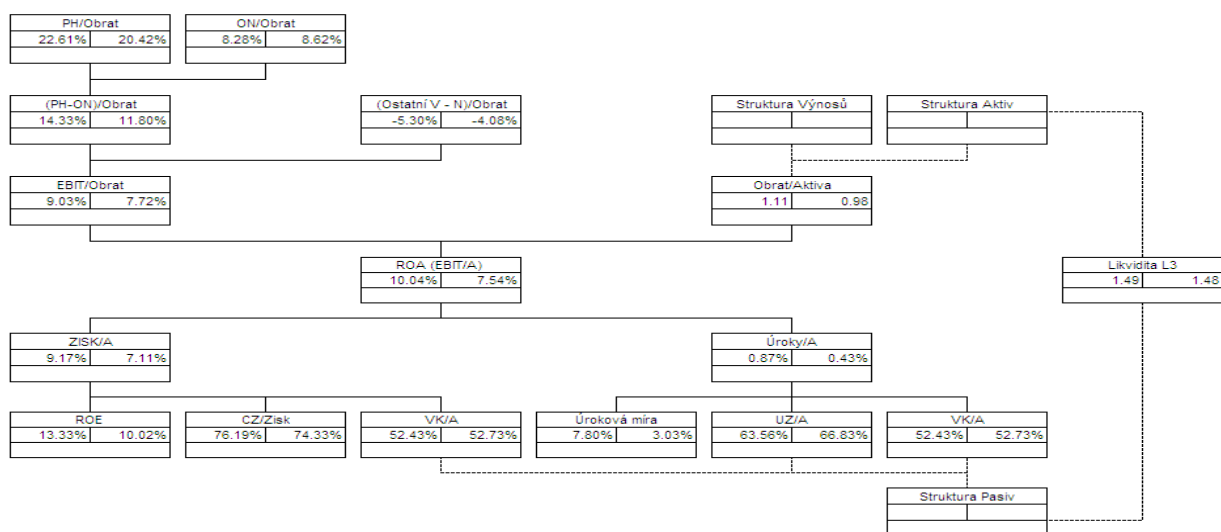 PH/Obrat ON/Obrat
22.61% 20.42% 8.28% 8.62%
(PH-ON)/Obrat (Ostatní V - N)/Obrat Struktura Výnosů Struktura Aktiv
14.33% 11.80% -5.30% -4.08%
EBIT/Obrat Obrat/Aktiva
9.03% 7.72% 1.11 0.98
ROA (EBIT/A) Likvidita L3
10.04% 7.54% 1.49 1.48
ZISK/A Úroky/A
9.17% 7.11% 0.87% 0.43%
ROE CZ/Zisk VK/A Úroková míra UZ/A VK/A
13.33% 10.02% 76.19% 74.33% 52.43% 52.73% 7.80% 3.03% 63.56% 66.83% 52.43% 52.73%
Struktura Pasiv